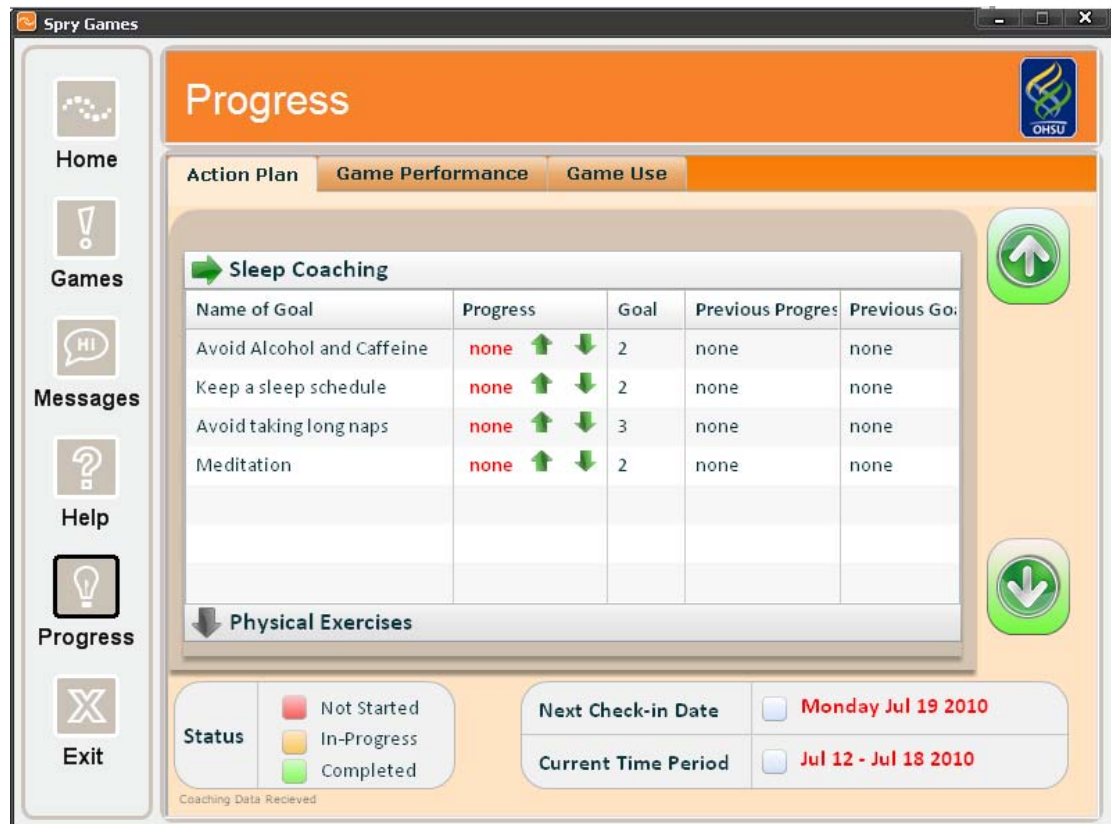 Spry Games
Progress
OHSU
Home
Games
HI
Messages
Help
Progress
Exit
Action Plan Game Performance Game Use
Sleep Coaching
Name of Goal Progress Goal Previous Progres Previous Goa
Avoid Alcohol and Caffeine none 2 none none
Keep a sleep schedule none 2 none none
Avoid taking long naps none 3 none none
Meditation none 2 none none
Physical Exercises
Status
Not Started
In-Progress
Completed
Next Check-in Date Monday Jul 19 2010
Current Time Period Jul 12 - Jul 18 2010
Coaching Data Recieved